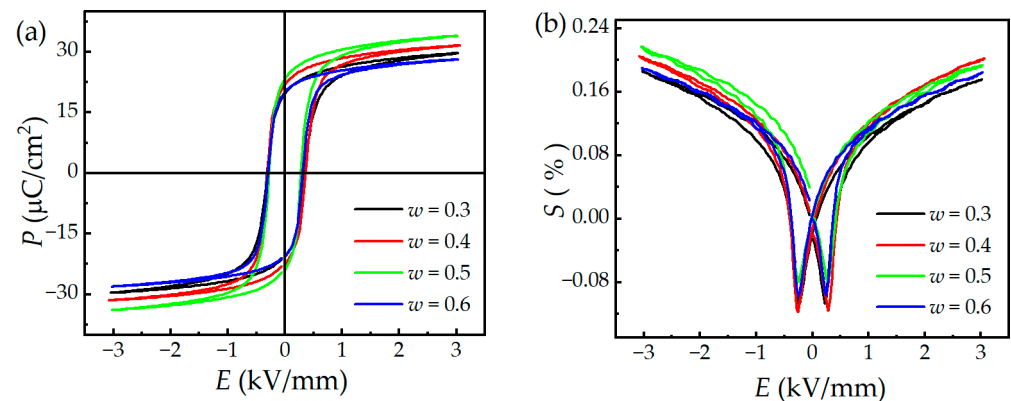 (a)
P (μC/cm²)
30
15
0
−15
−30
w = 0.3
w = 0.4
w = 0.5
w = 0.6
−3 −2 −1 0 1 2 3
E (kV/mm)
(b)
S ( % )
0.24
0.16
0.08
0.00
−0.08
w = 0.3
w = 0.4
w = 0.5
w = 0.6
−3 −2 −1 0 1 2 3
E (kV/mm)